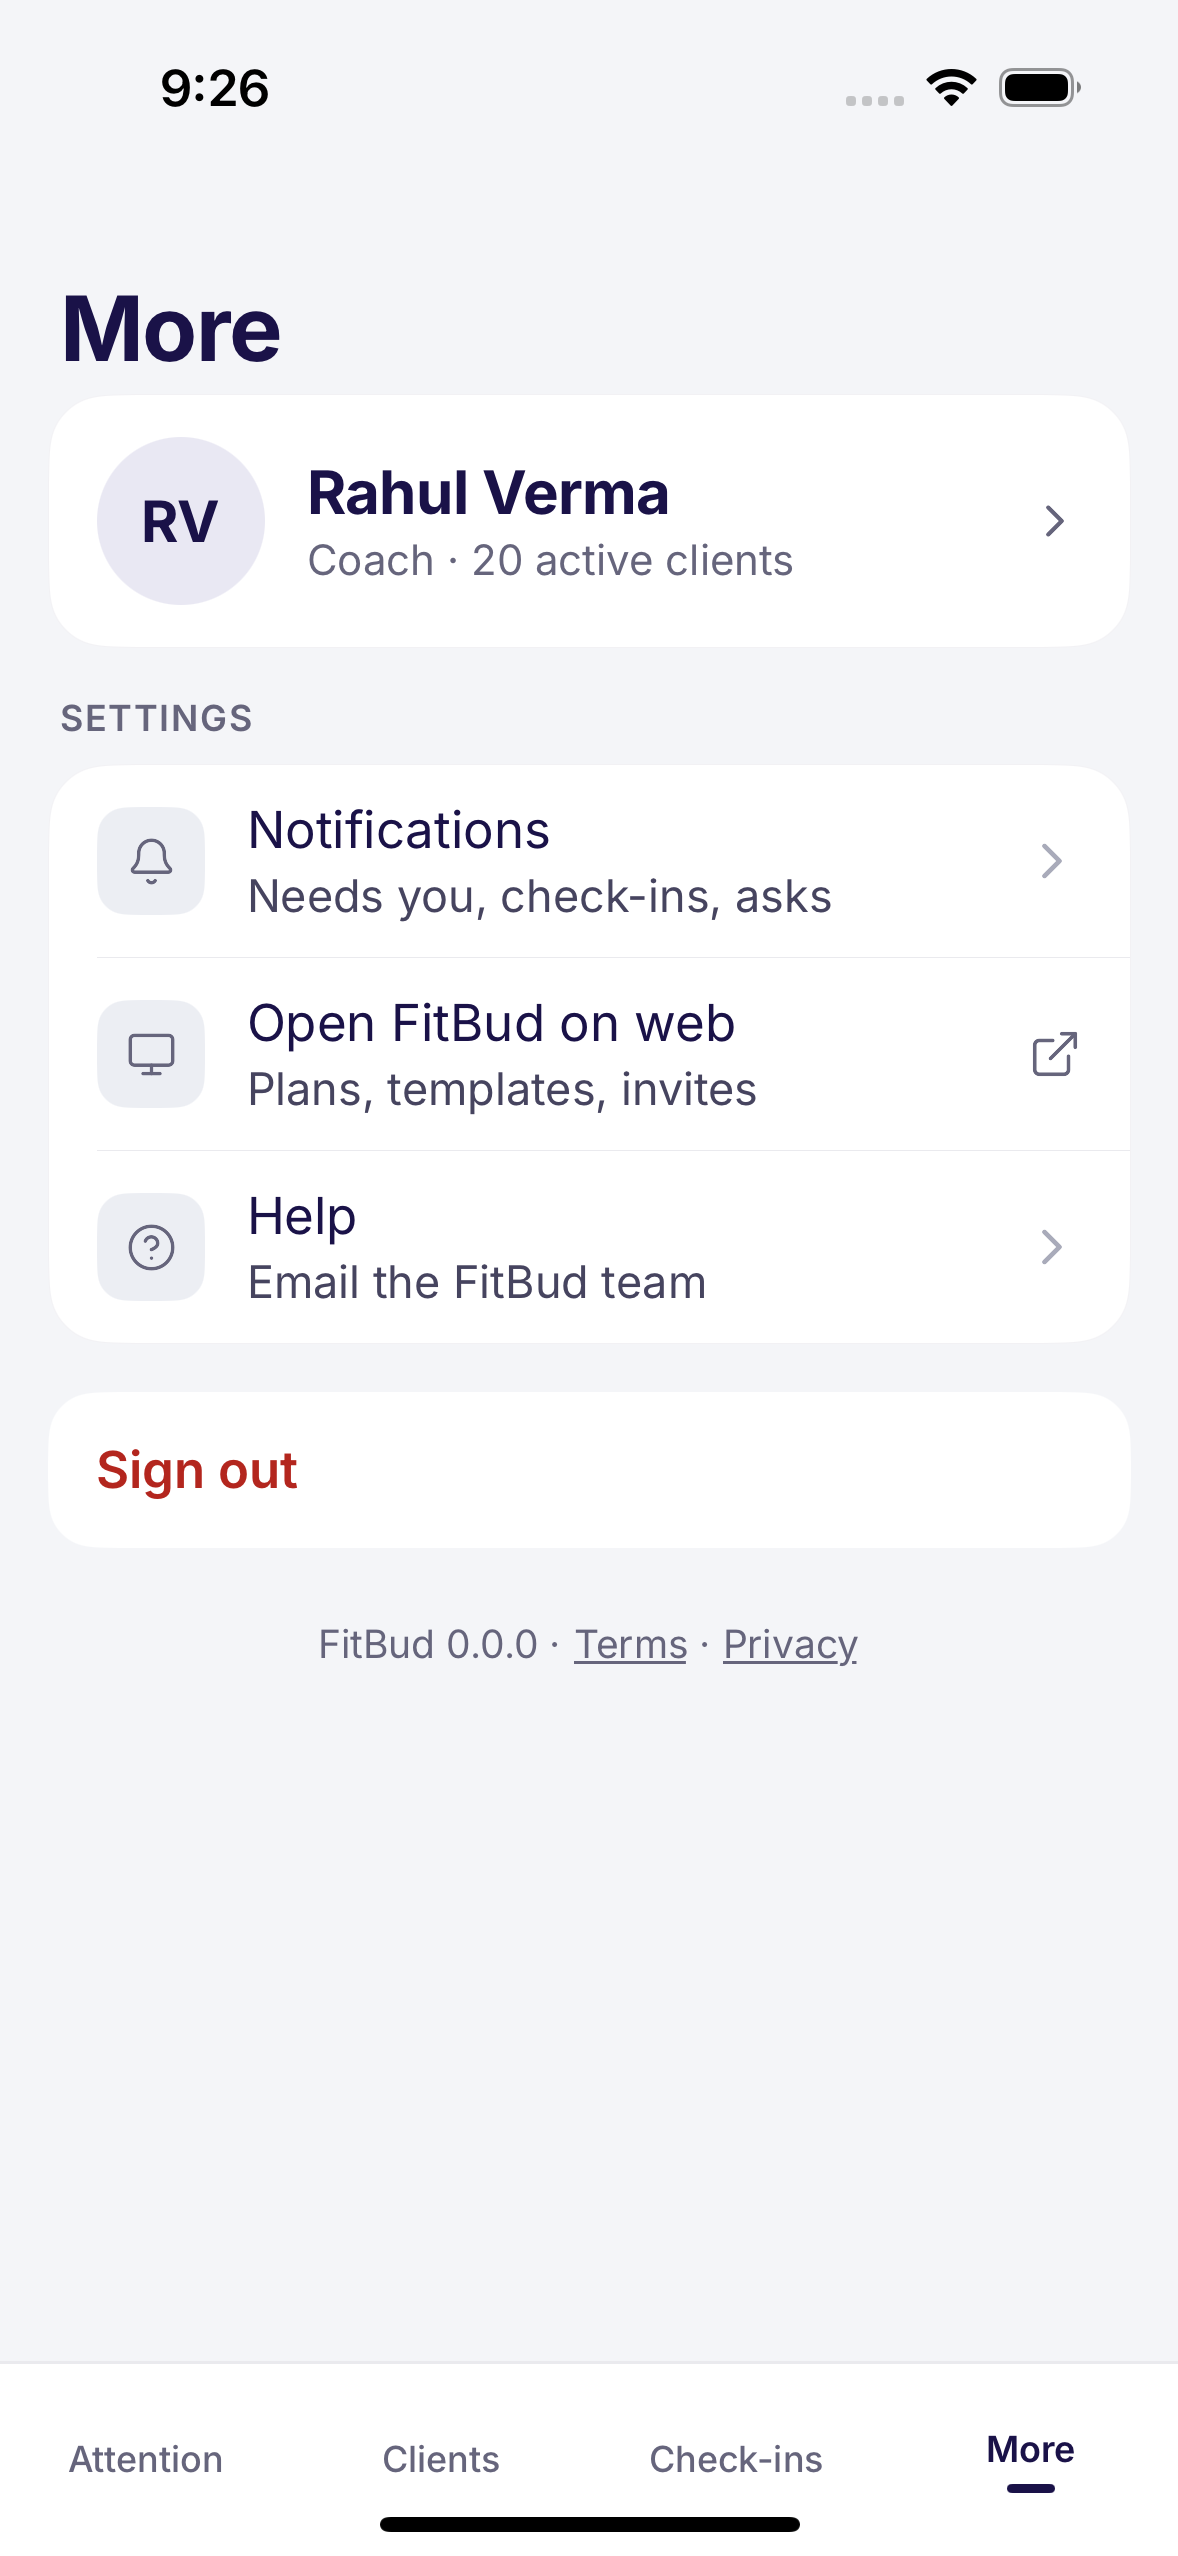 9:26
More
RV
Rahul Verma
Coach · 20 active clients
SETTINGS
Notifications
Needs you, check-ins, asks
Open FitBud on web
Plans, templates, invites
Help
Email the FitBud team
Sign out
FitBud 0.0.0 · Terms · Privacy
Attention Clients Check-ins More